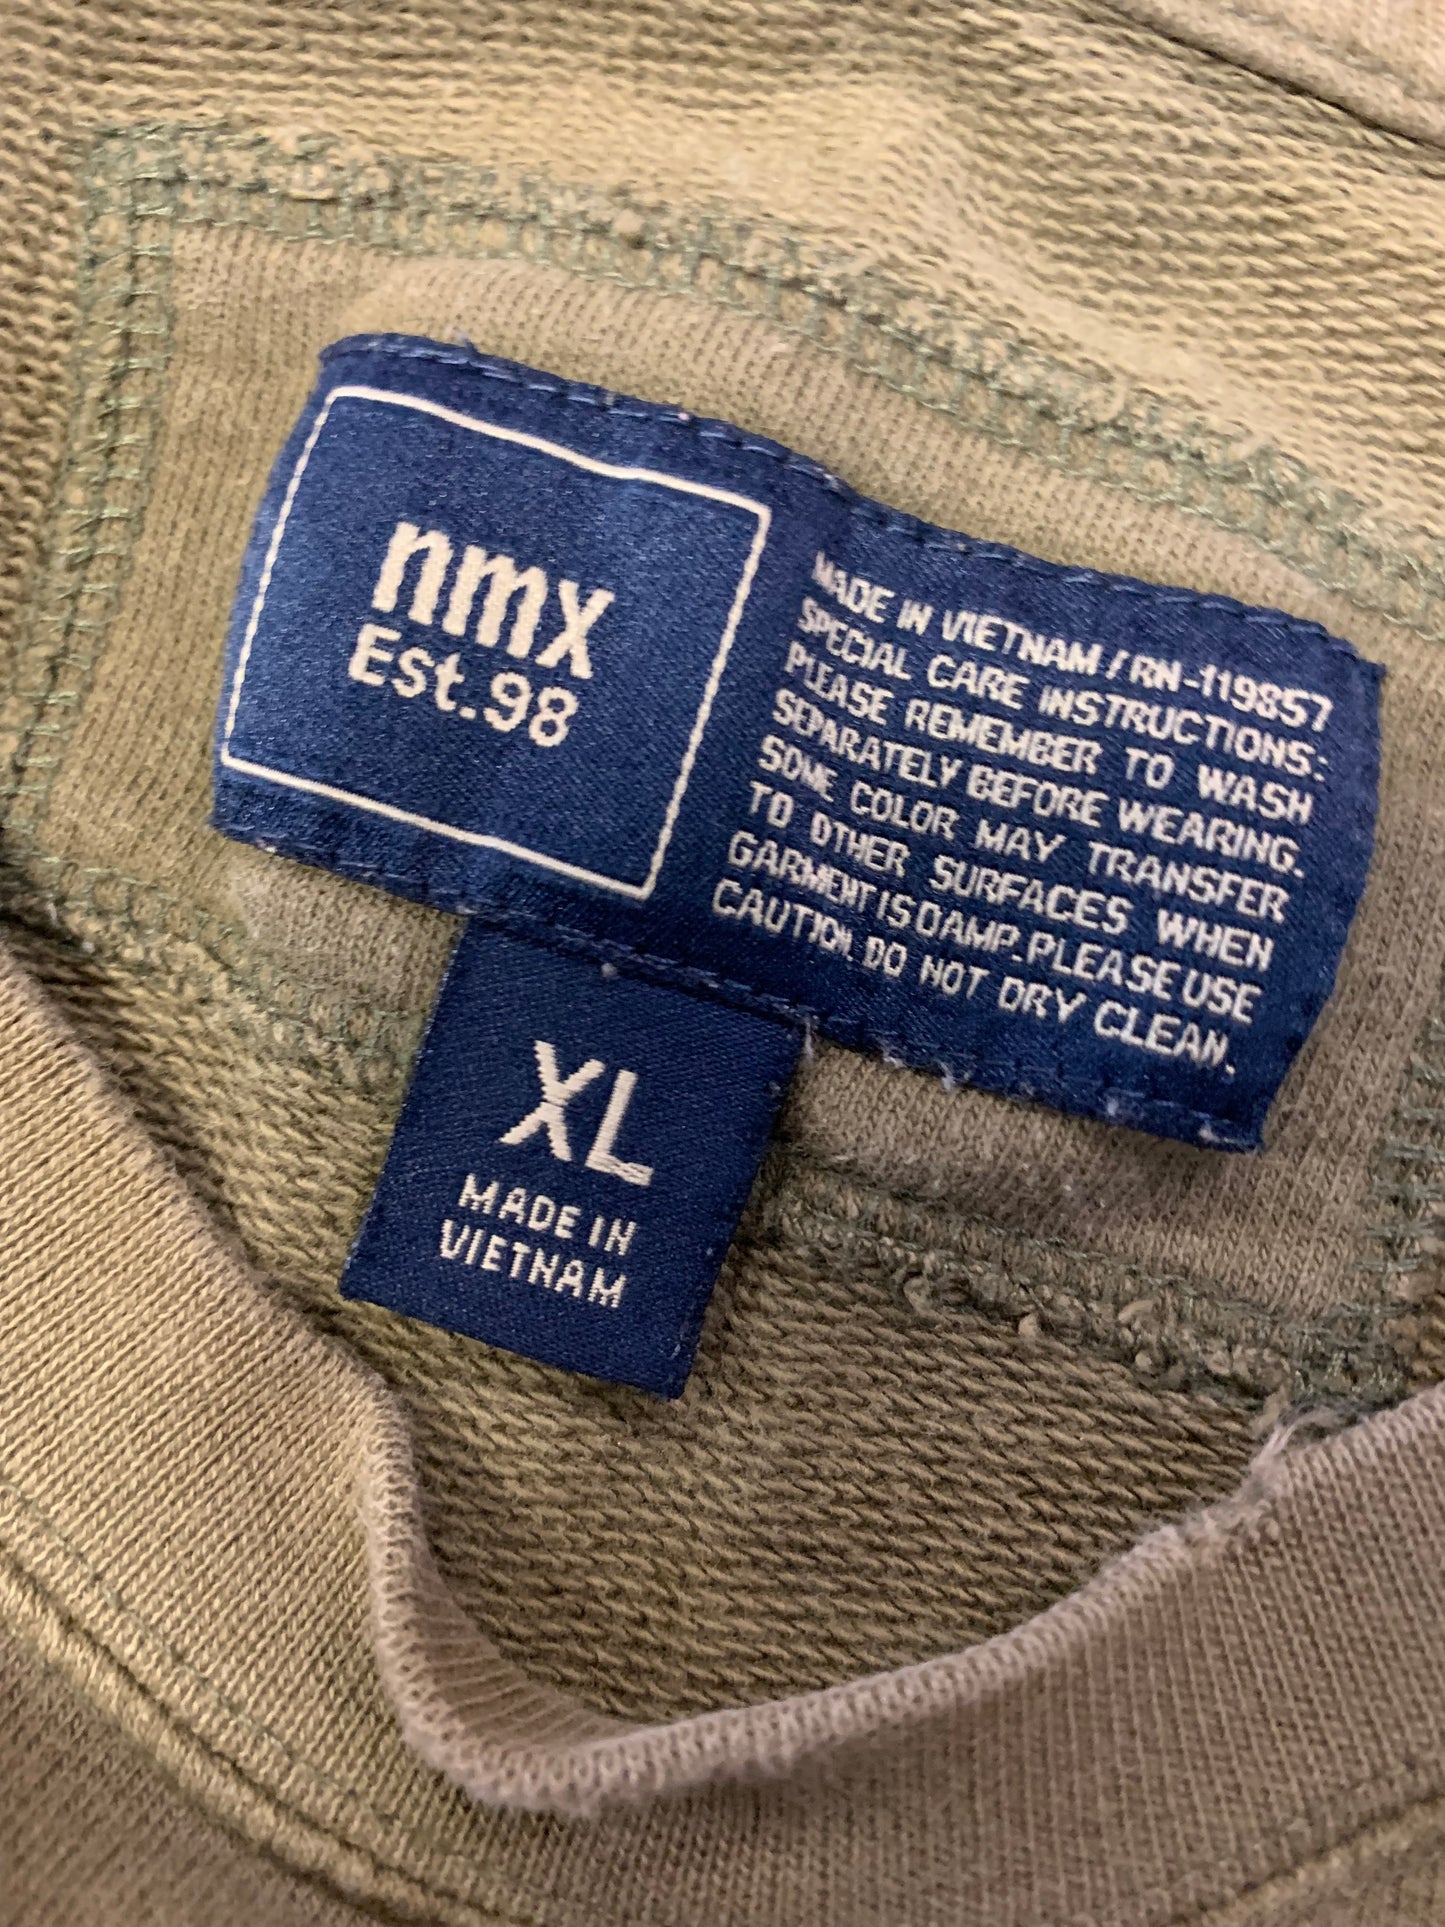 nmx
Est.98
MADE IN VIETNAM / RN-119857
SPECIAL CARE INSTRUCTIONS:
PLEASE REMEMBER TO WASH
SEPARATELY BEFORE WEARING.
SOME COLOR MAY TRANSFER
TO OTHER SURFACES WHEN
GARMENT IS DAMP. PLEASE USE
CAUTION. DO NOT DRY CLEAN.
XL
MADE IN
VIETNAM